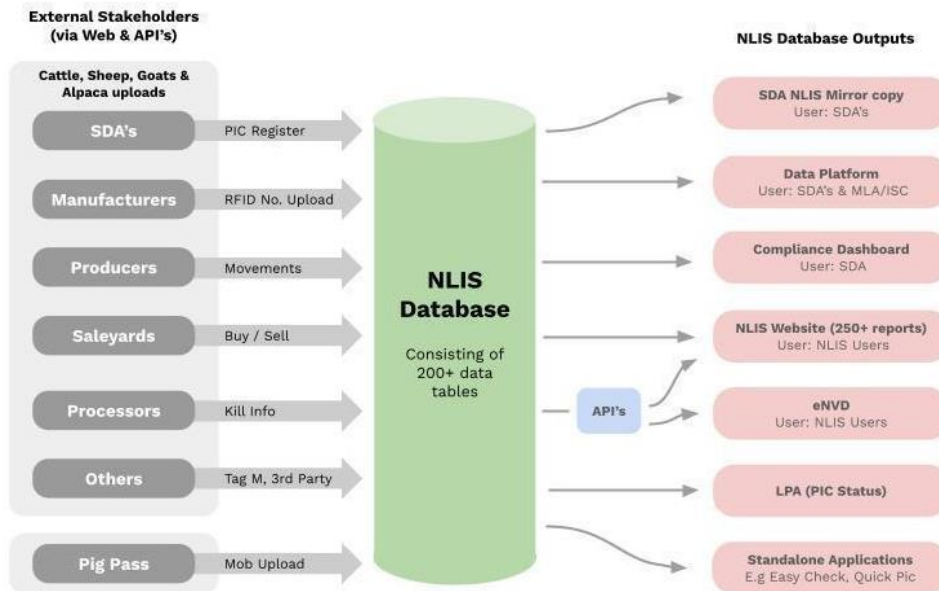 External Stakeholders
(via Web & API's)
Cattle, Sheep, Goats &
Alpaca uploads
SDA's
PIC Register
Manufacturers
RFID No. Upload
Producers
Movements
Saleyards
Buy / Sell
Processors
Kill Info
Others
Tag M, 3rd Party
Pig Pass
Mob Upload
NLIS
Database
Consisting of
200+ data
tables
API's
NLIS Database Outputs
SDA NLIS Mirror copy
User: SDA's
Data Platform
User: SDA's & MLA/ISC
Compliance Dashboard
User: SDA
NLIS Website (250+ reports)
User: NLIS Users
eNVD
User: NLIS Users
LPA (PIC Status)
Standalone Applications
E.g Easy Check, Quick Pic